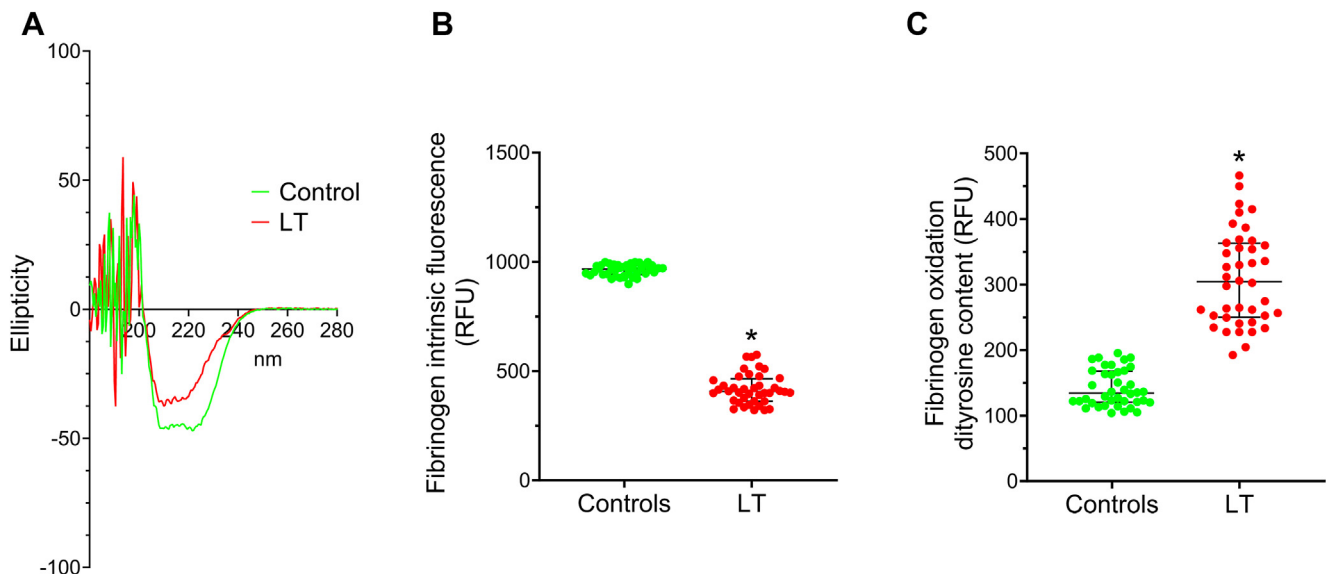 A
100
50
0
-50
-100
Ellipticity
200
220
240
260
280
nm
Control
LT
B
Fibrinogen intrinsic fluorescence
(RFU)
1500
1000
500
0
*
Controls
LT
C
Fibrinogen oxidation
dityrosine content (RFU)
500
400
300
200
100
0
*
Controls
LT